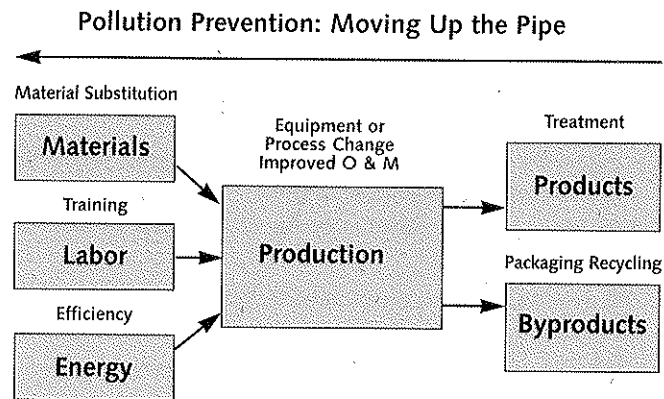 Pollution Prevention: Moving Up the Pipe
Material Substitution
Materials
Training
Labor
Efficiency
Energy
Equipment or
Process Change
Improved O & M
Production
Treatment
Products
Packaging Recycling
Byproducts